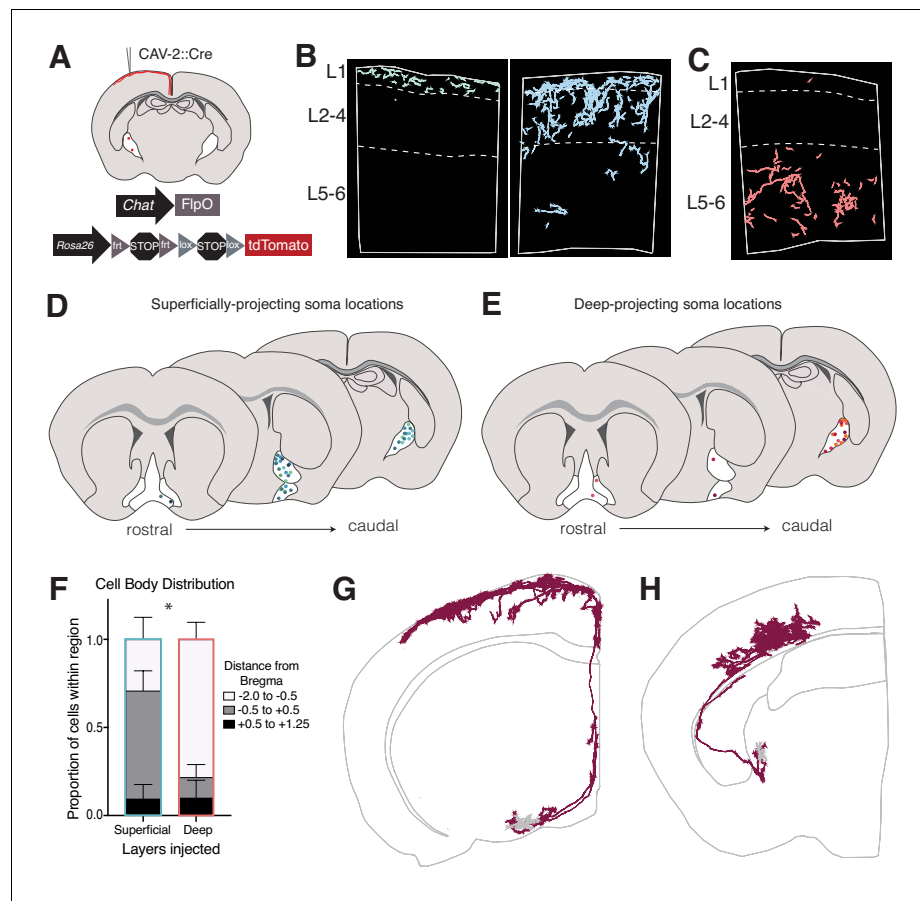 A
CAV-2::Cre
Chat FlpO
Rosa26 frt STOP frt lox STOP lox tdTomato
B
L1
L2-4
L5-6
C
L1
L2-4
L5-6
D Superficially-projecting soma locations
rostral caudal
E Deep-projecting soma locations
rostral caudal
F Cell Body Distribution
*
Proportion of cells within region
1.0
0.5
0.0
Superficial Deep
Layers injected
Distance from
Bregma
-2.0 to -0.5
-0.5 to +0.5
+0.5 to +1.25
G
H